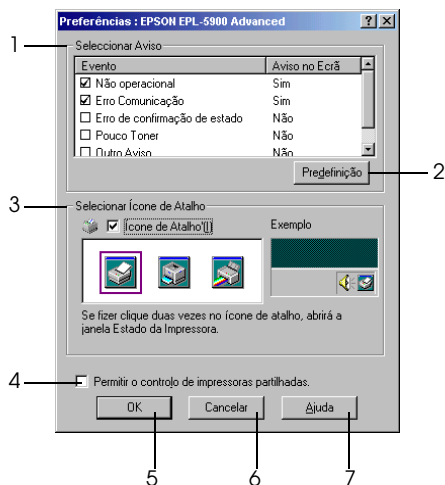 Preferências : EPSON EPL-5900 Advanced
1
Seleccionar Aviso
Evento Aviso no Ecrã
Não operacional Sim
Erro Comunicação Sim
Erro de confirmação de estado Não
Pouco Toner Não
Outro Aviso Não
Predefinição
2
3
Selecionar Ícone de Atalho
Ícone de Atalho'(I)
Exemplo
Se fizer clique duas vezes no ícone de atalho, abrirá a
janela Estado da Impressora.
4
Permitir o controlo de impressoras partilhadas.
OK Cancelar Ajuda
5 6 7